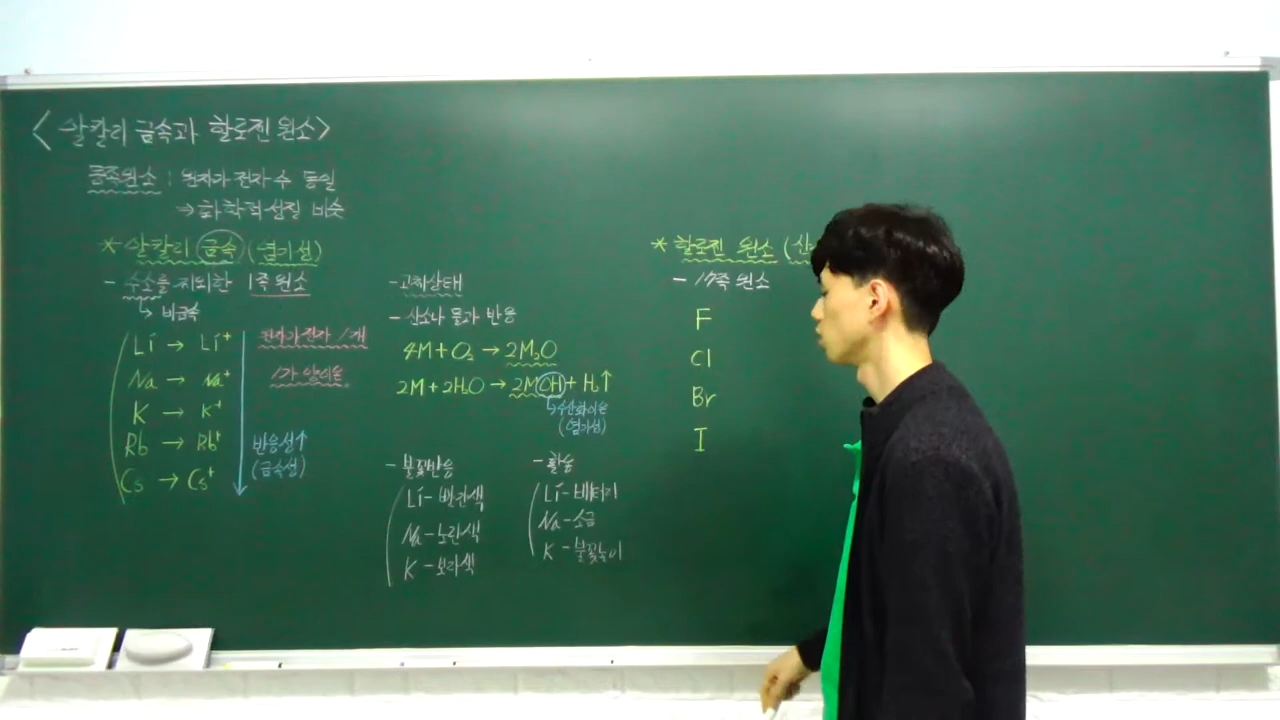 <알칼리 금속과 할로젠 원소>
동족원소 : 원자가 전자 수 동일
→ 화학적 성질 비슷
* 알칼리 금속 (염기성)
- 수소를 제외한 1족 원소
↳ 비금속
Li → Li⁺
Na → Na⁺
K → K⁺
Rb → Rb⁺
Cs → Cs⁺
원자가 전자 1개
1가 양이온
반응성↑
(금속성)
- 고체상태
- 산소나 물과 반응
4M + O₂ → 2M₂O
2M + 2H₂O → 2MOH + H₂↑
↳ 수산화이온
(염기성)
- 불꽃반응
Li - 빨간색
Na - 노란색
K - 보라색
- 활용
Li - 배터리
Na - 소금
K - 불꽃놀이
* 할로젠 원소 (산
- 17족 원소
F
Cl
Br
I